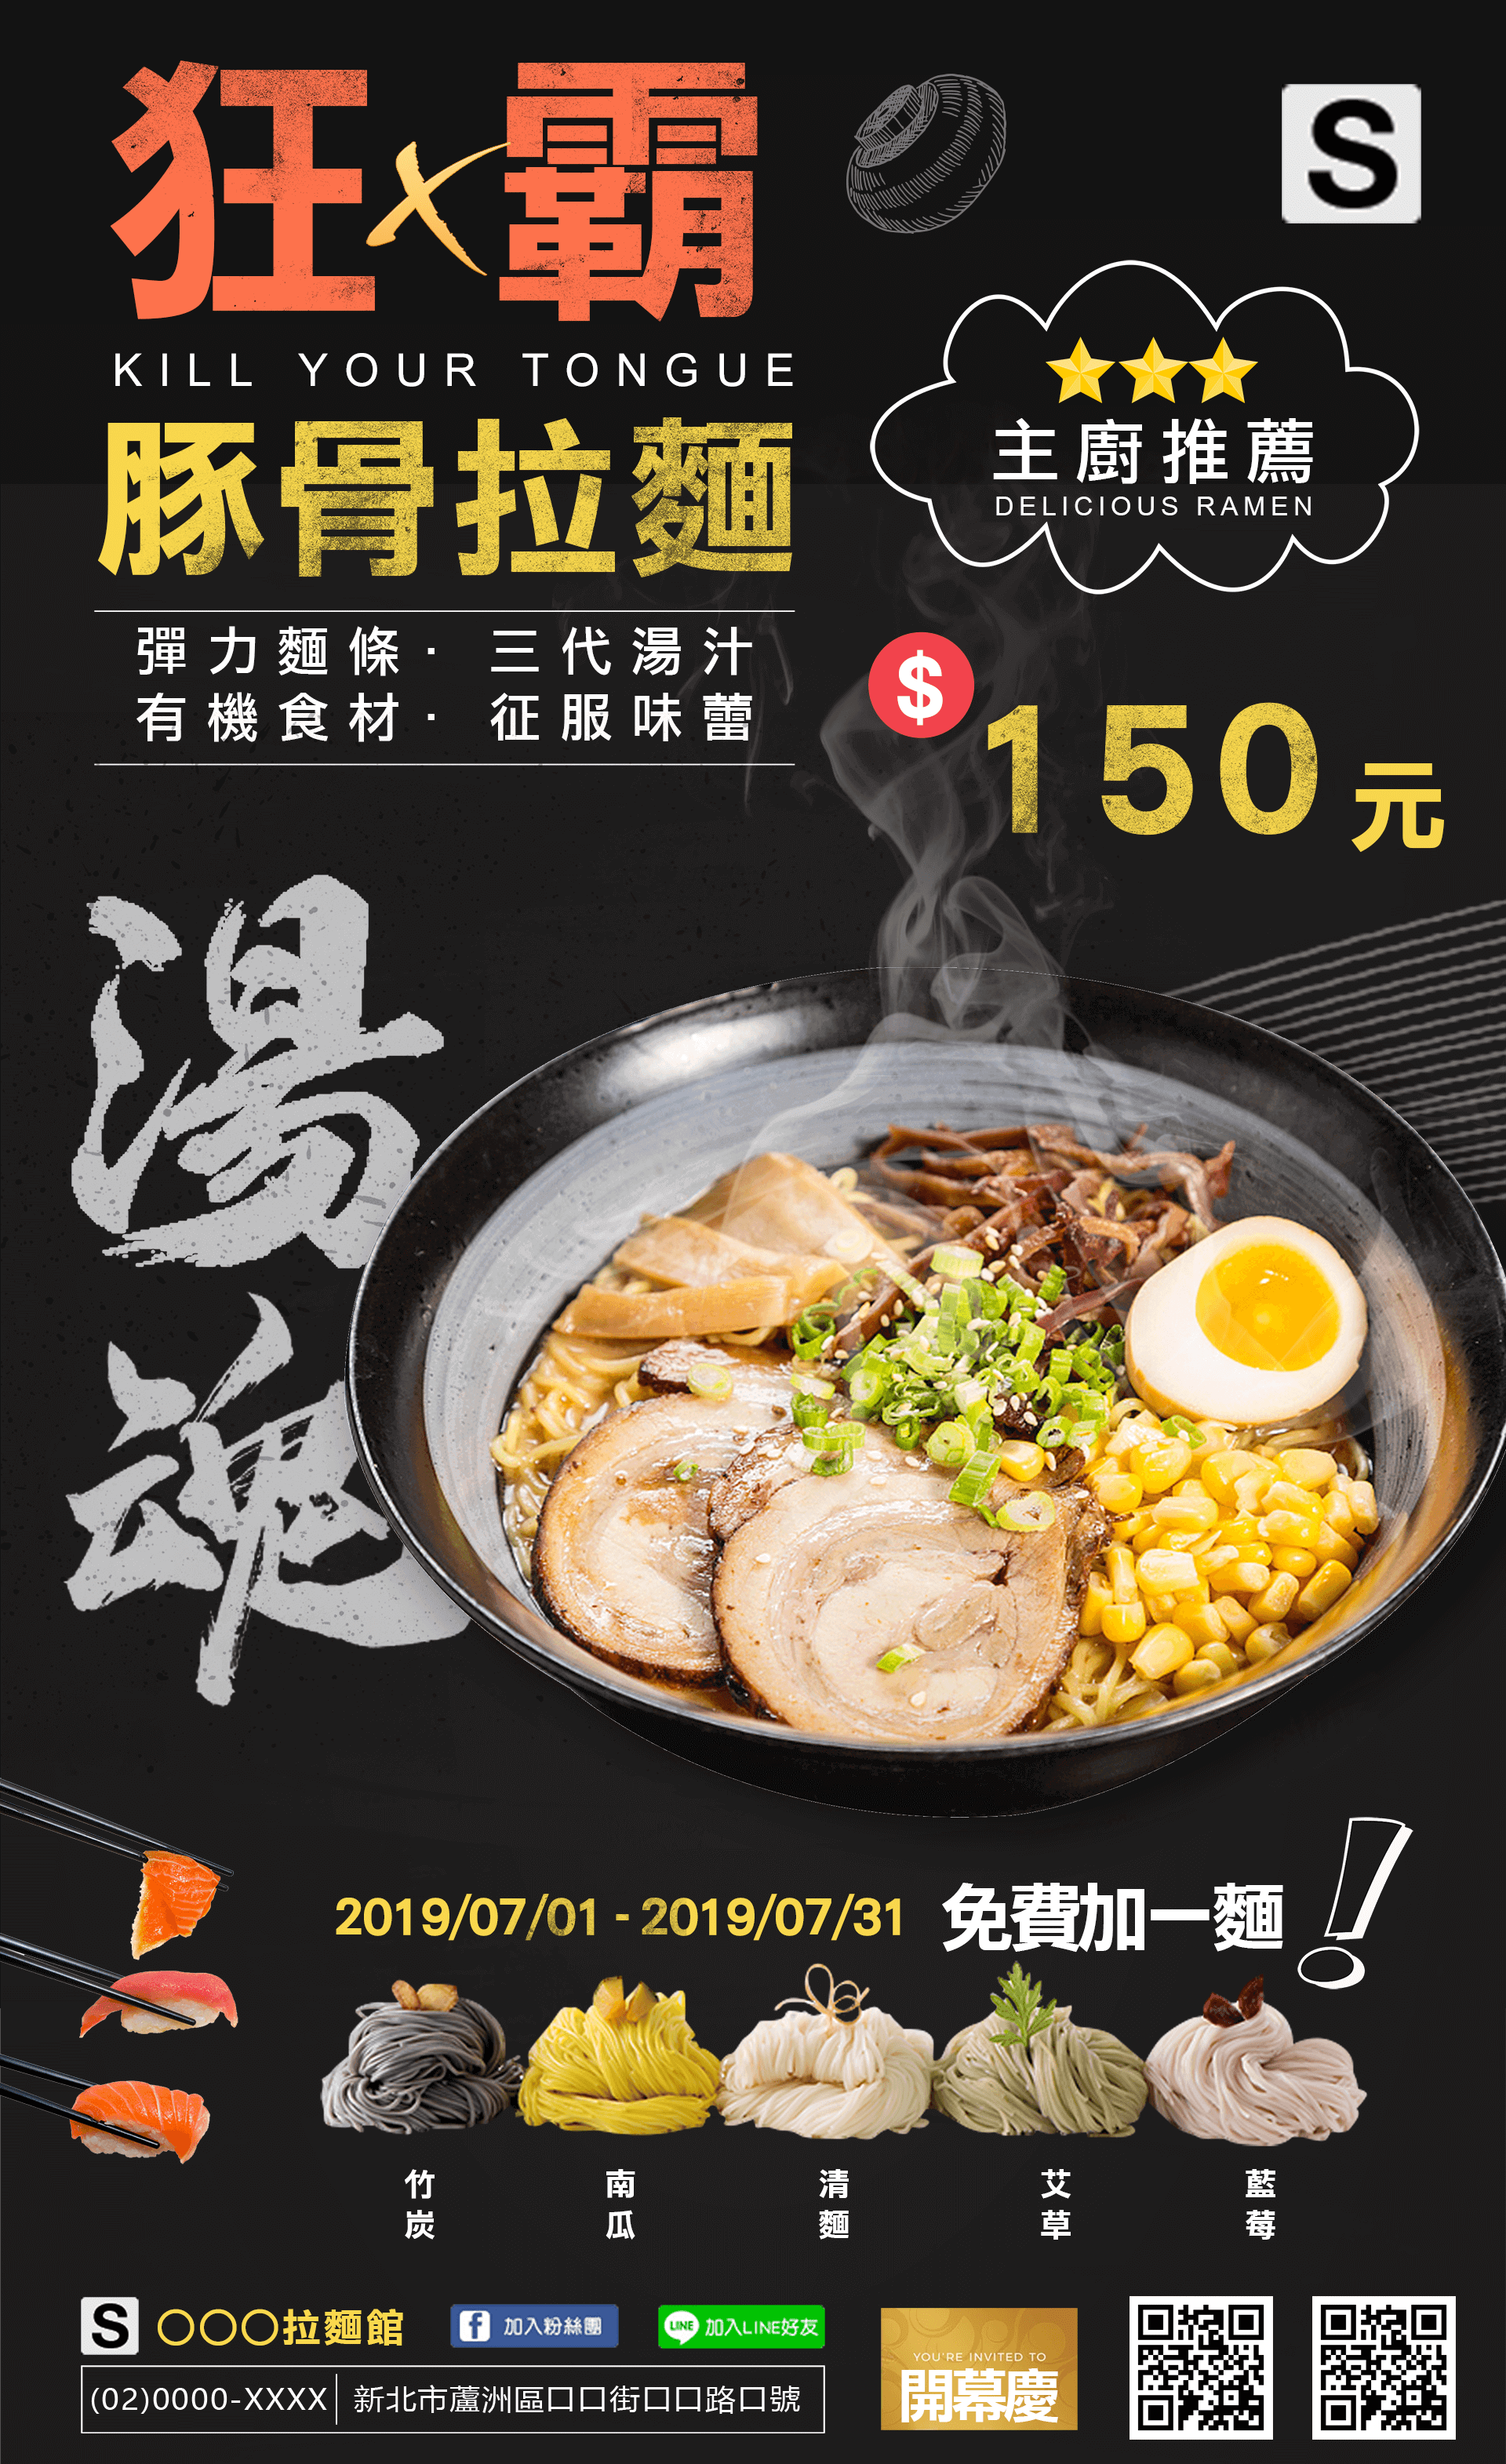 狂x霸
S
KILL YOUR TONGUE
豚骨拉麵
主廚推薦
DELICIOUS RAMEN
彈力麵條· 三代湯汁
有機食材· 征服味蕾
$
150元
湯魂
2019/07/01 - 2019/07/31 免費加一麵!
竹炭
南瓜
清麵
艾草
藍莓
S 〇〇〇拉麵館
f 加入粉絲團
LINE 加入LINE好友
(02)0000-XXXX
新北市蘆洲區口口街口口路口號
YOU'RE INVITED TO
開幕慶